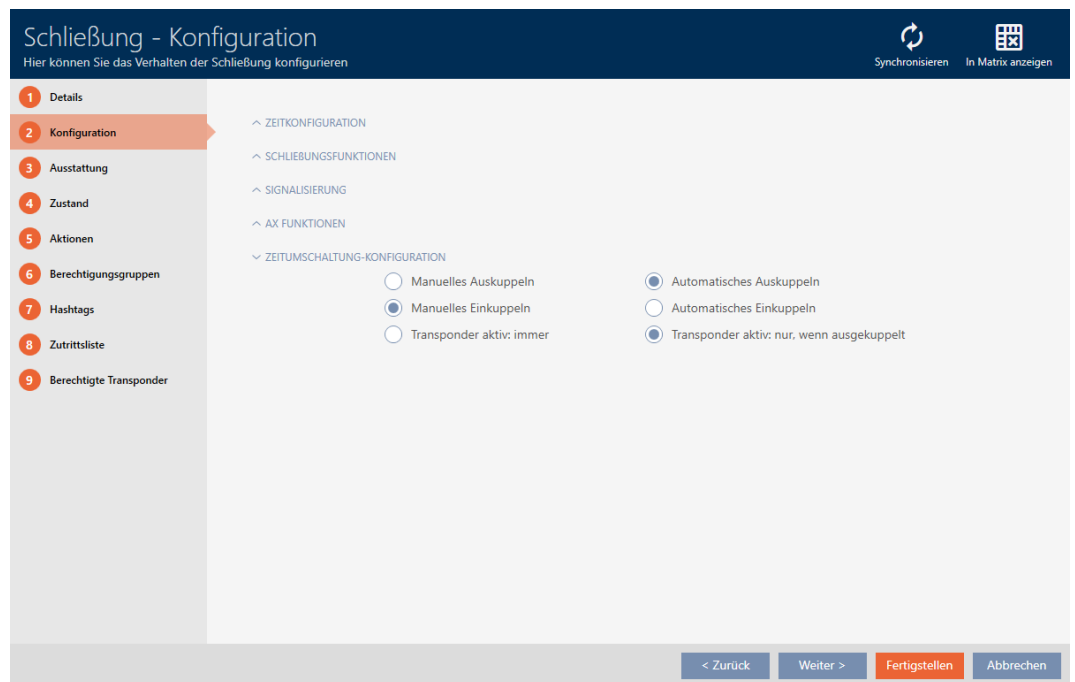 Schließung - Konfiguration
Hier können Sie das Verhalten der Schließung konfigurieren
Synchronisieren
In Matrix anzeigen
1 Details
2 Konfiguration
3 Ausstattung
4 Zustand
5 Aktionen
6 Berechtigungsgruppen
7 Hashtags
8 Zutrittsliste
9 Berechtigte Transponder
ZEITKONFIGURATION
SCHLIEßUNGSFUNKTIONEN
SIGNALISIERUNG
AX FUNKTIONEN
ZEITUMSCHALTUNG-KONFIGURATION
Manuelles Auskuppeln
Automatisches Auskuppeln
Manuelles Einkuppeln
Automatisches Einkuppeln
Transponder aktiv: immer
Transponder aktiv: nur, wenn ausgekuppelt
< Zurück
Weiter >
Fertigstellen
Abbrechen